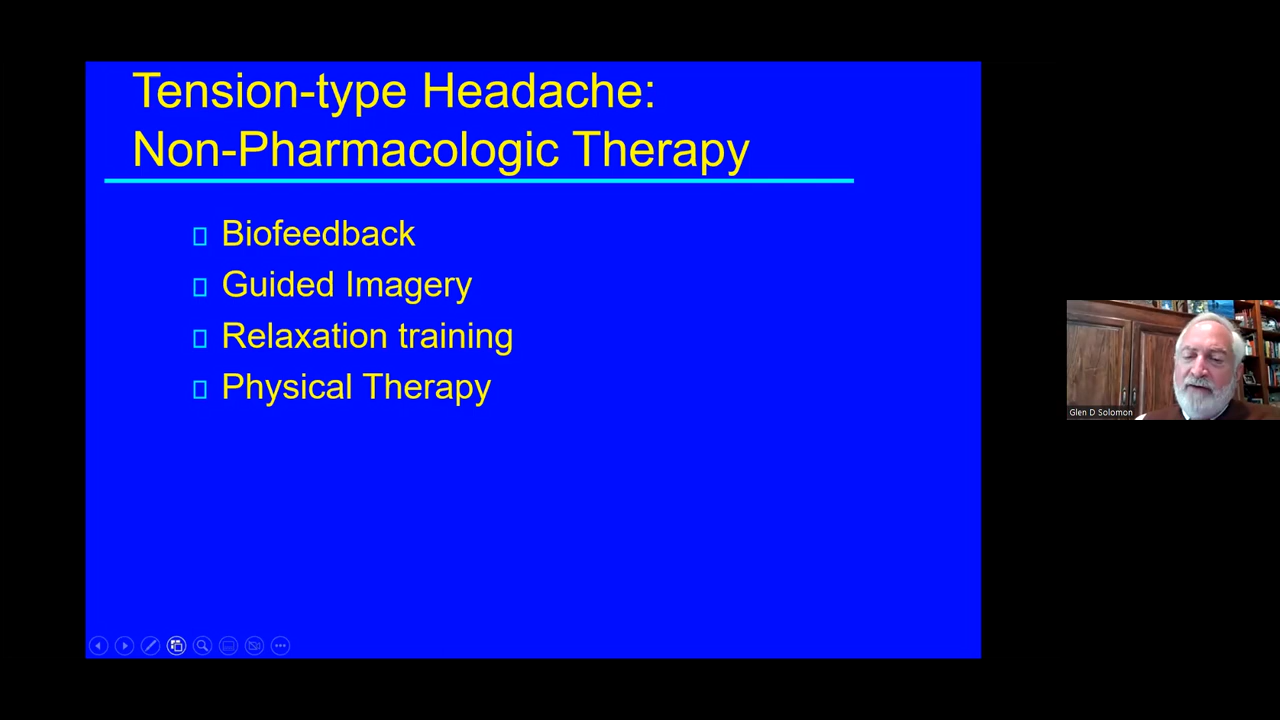 Tension-type Headache:
Non-Pharmacologic Therapy
Biofeedback
Guided Imagery
Relaxation training
Physical Therapy
Glen D Solomon